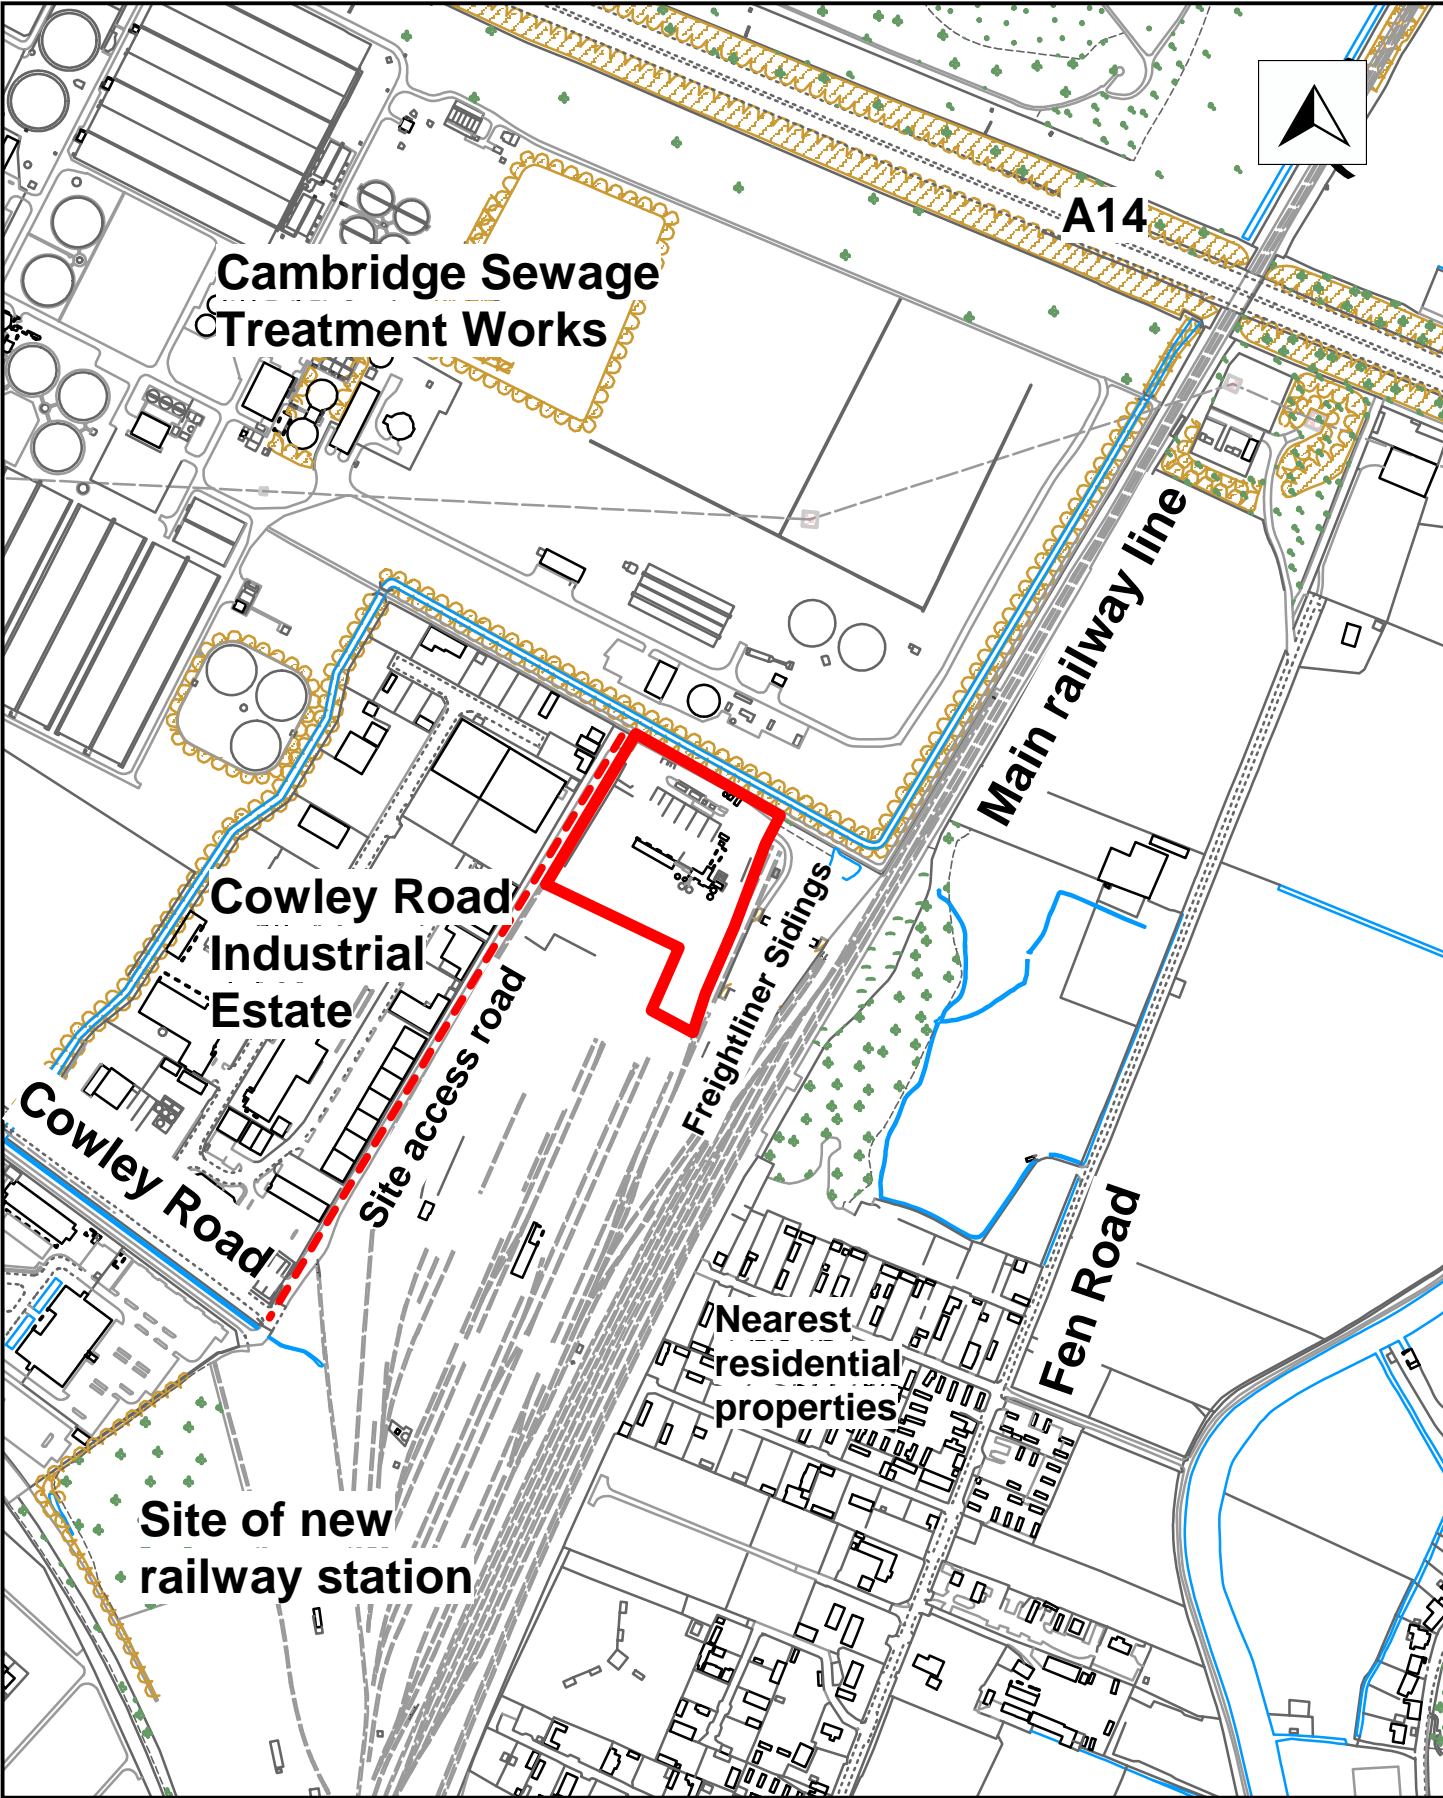 A14
Cambridge Sewage
Treatment Works
Main railway line
Cowley Road
Industrial
Estate
Freightliner Sidings
Site access road
Cowley Road
Fen Road
Nearest
residential
properties
Site of new
railway station